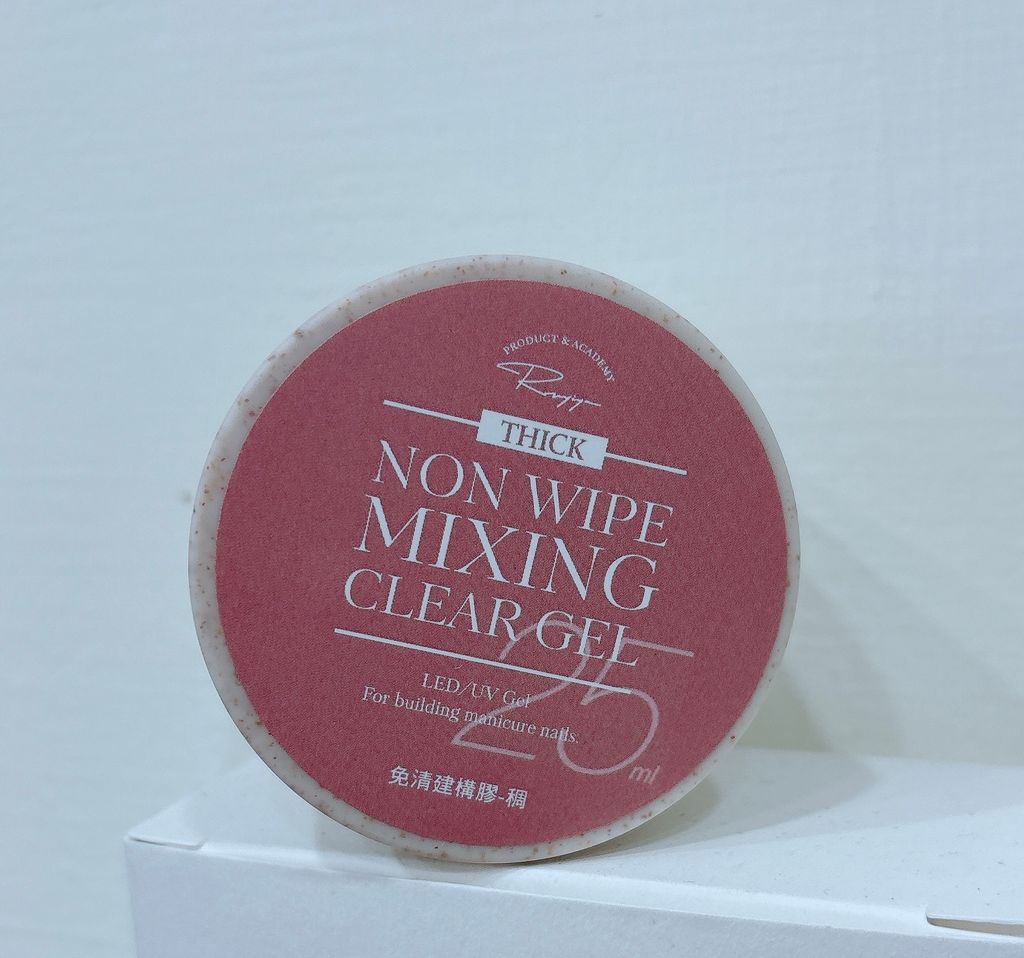 PRODUCT & ACADEMY
THICK
NON WIPE
MIXING
CLEAR GEL
25
ml
LED/UV Gel
For building manicure nails.
免清建構膠-稠